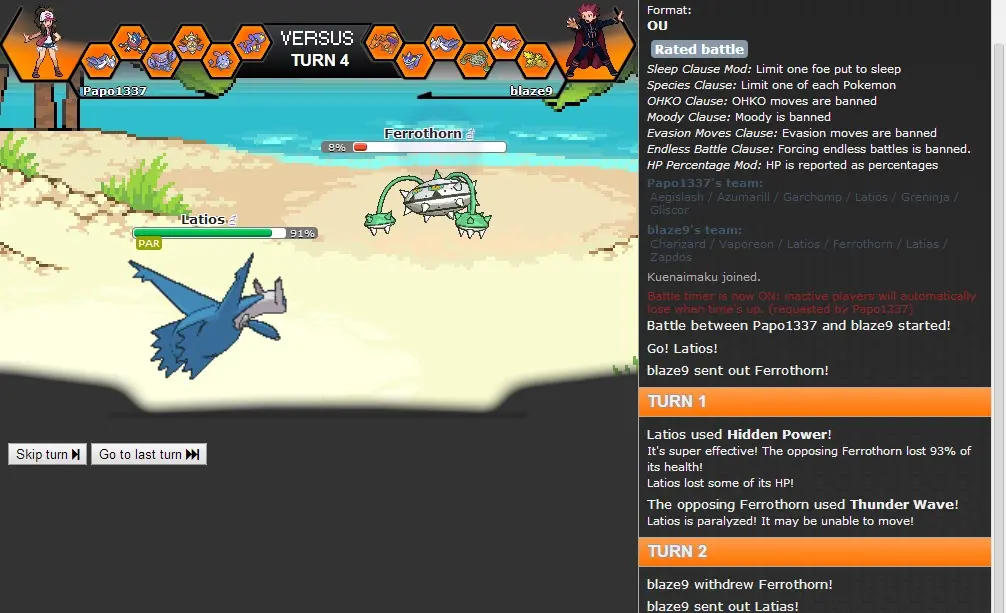 VERSUS
TURN 4
Papo1337
blaze9
Ferrothorn
8%
Latios
91%
PAR
Skip turn
Go to last turn
Format:
OU
Rated battle
Sleep Clause Mod: Limit one foe put to sleep
Species Clause: Limit one of each Pokemon
OHKO Clause: OHKO moves are banned
Moody Clause: Moody is banned
Evasion Moves Clause: Evasion moves are banned
Endless Battle Clause: Forcing endless battles is banned.
HP Percentage Mod: HP is reported as percentages
Papo1337's team:
Aegislash / Azumarill / Garchomp / Latios / Greninja /
Gliscor
blaze9's team:
Charizard / Vaporeon / Latios / Ferrothorn / Latias /
Zapdos
Kuenaimaku joined.
Battle timer is now ON: inactive players will automatically
lose when time's up. (requested by Papo1337)
Battle between Papo1337 and blaze9 started!
Go! Latios!
blaze9 sent out Ferrothorn!
TURN 1
Latios used Hidden Power!
It's super effective! The opposing Ferrothorn lost 93% of
its health!
Latios lost some of its HP!
The opposing Ferrothorn used Thunder Wave!
Latios is paralyzed! It may be unable to move!
TURN 2
blaze9 withdrew Ferrothorn!
blaze9 sent out Latias!